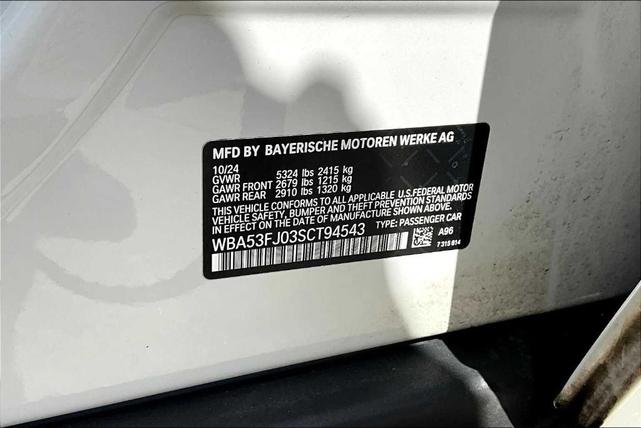 MFD BY BAYERISCHE MOTOREN WERKE AG
10/24
GVWR 5324 lbs 2415 kg
GAWR FRONT 2679 lbs 1215 kg
GAWR REAR 2910 lbs 1320 kg
THIS VEHICLE CONFORMS TO ALL APPLICABLE U.S.FEDERAL MOTOR
VEHICLE SAFETY, BUMPER AND THEFT PREVENTION STANDARDS
IN EFFECT ON THE DATE OF MANUFACTURE SHOWN ABOVE.
WBA53FJ03SCT94543 TYPE: PASSENGER CAR
A96
7 315 614